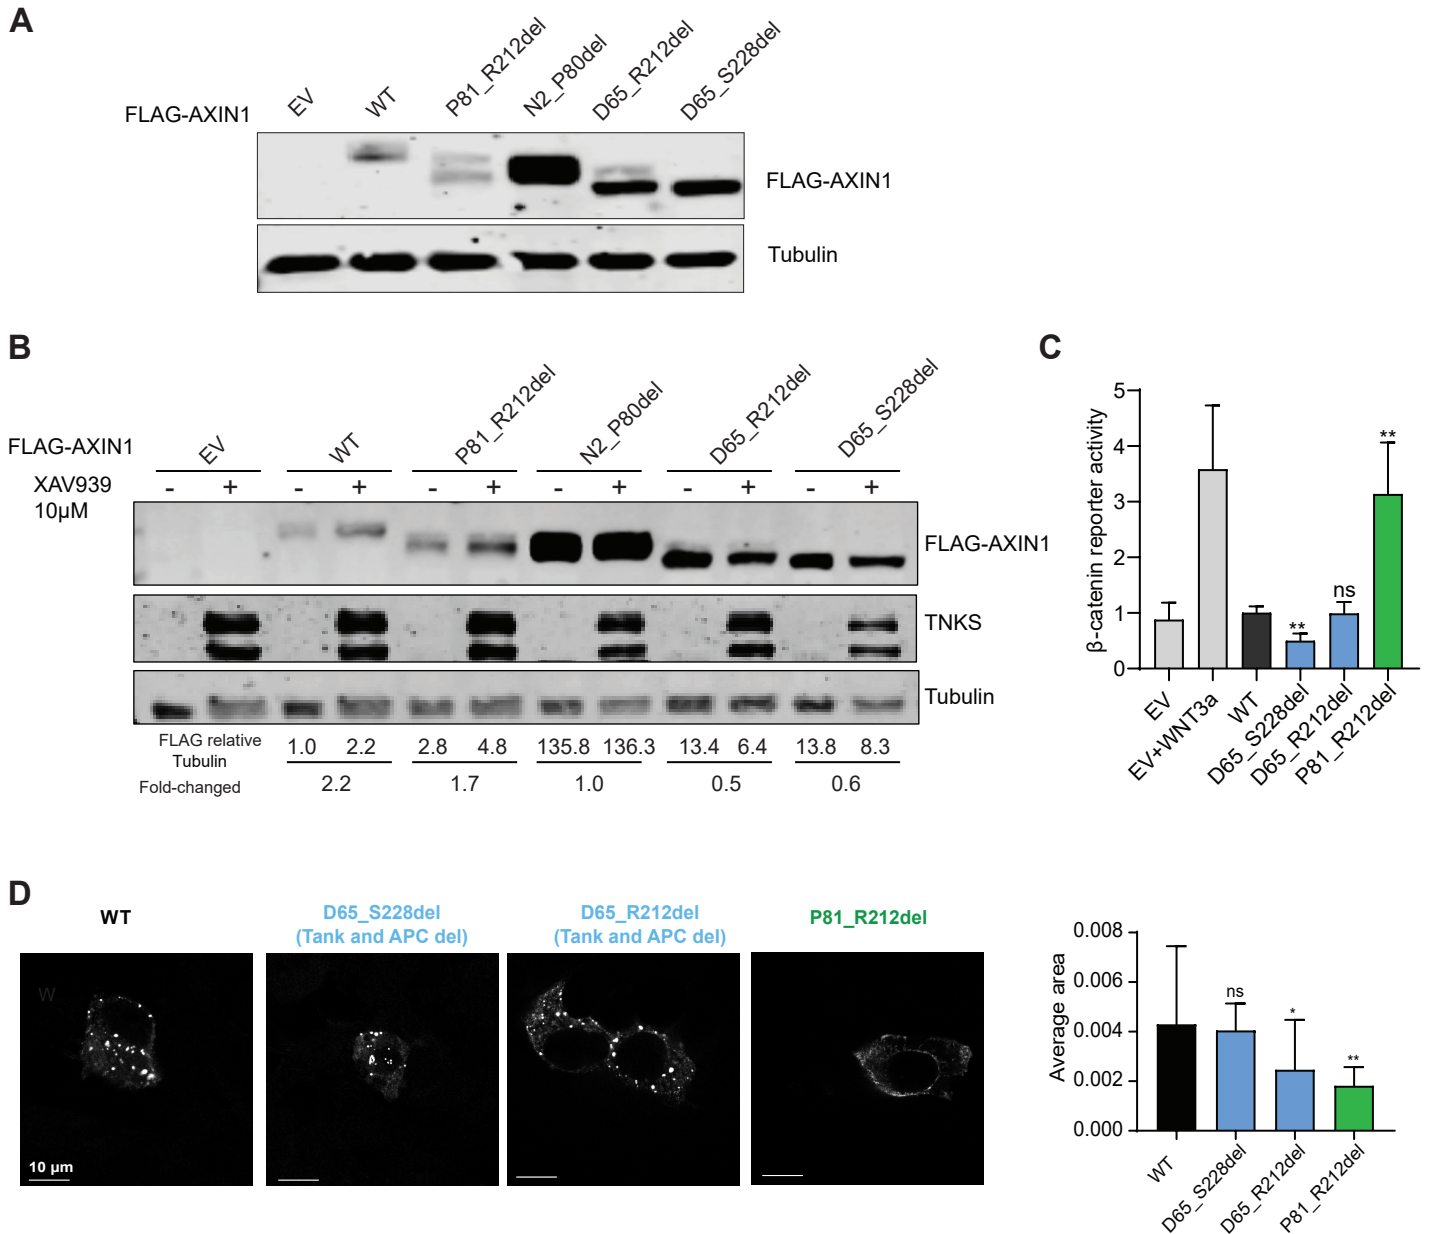 A
FLAG-AXIN1
EV
WT
P81_R212del
N2_P80del
D65_R212del
D65_S228del
FLAG-AXIN1
Tubulin
B
FLAG-AXIN1
EV
WT
P81_R212del
N2_P80del
D65_R212del
D65_S228del
XAV939
10µM
- + - + - + - + - + - +
FLAG-AXIN1
TNKS
Tubulin
FLAG relative
Tubulin
1.0 2.2 2.8 4.8 135.8 136.3 13.4 6.4 13.8 8.3
Fold-changed
2.2 1.7 1.0 0.5 0.6
C
β-catenin reporter activity
5
4
3
2
1
0
**
ns
**
EV
EV+WNT3a
WT
D65_S228del
D65_R212del
P81_R212del
D
WT
D65_S228del
(Tank and APC del)
D65_R212del
(Tank and APC del)
P81_R212del
W
10 µm
Average area
0.008
0.006
0.004
0.002
0.000
ns
*
**
WT
D65_S228del
D65_R212del
P81_R212del